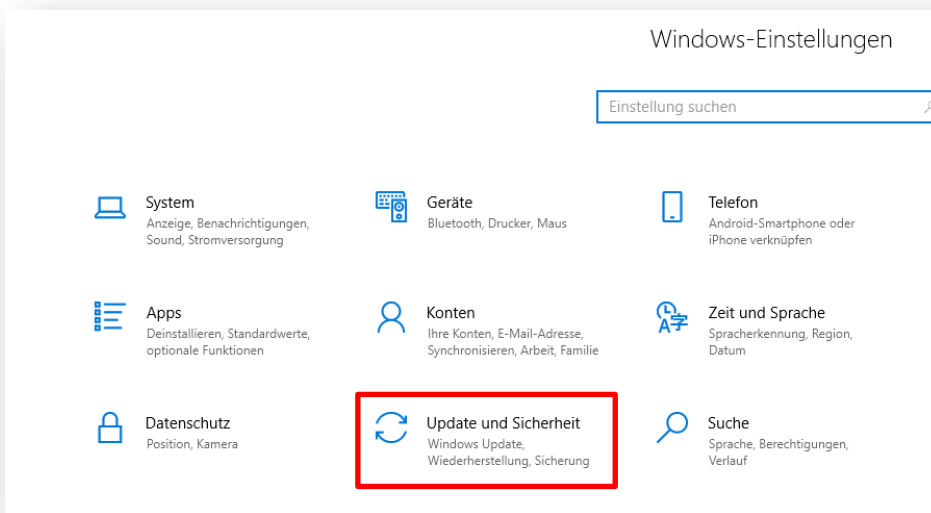 Windows-Einstellungen
Einstellung suchen
System
Anzeige, Benachrichtigungen,
Sound, Stromversorgung
Geräte
Bluetooth, Drucker, Maus
Telefon
Android-Smartphone oder
iPhone verknüpfen
Apps
Deinstallieren, Standardwerte,
optionale Funktionen
Konten
Ihre Konten, E-Mail-Adresse,
Synchronisieren, Arbeit, Familie
Zeit und Sprache
Spracherkennung, Region,
Datum
Datenschutz
Position, Kamera
Update und Sicherheit
Windows Update,
Wiederherstellung, Sicherung
Suche
Sprache, Berechtigungen,
Verlauf